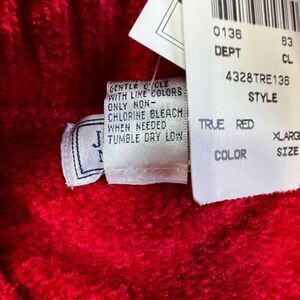 GENTLE CYCLE
WITH LIKE COLORS
ONLY NON-
CHLORINE BLEACH
WHEN NEEDED
TUMBLE DRY LOW
J
0136 83
DEPT CL
4328TRE136
STYLE
TRUE RED XLARGE
COLOR SIZE